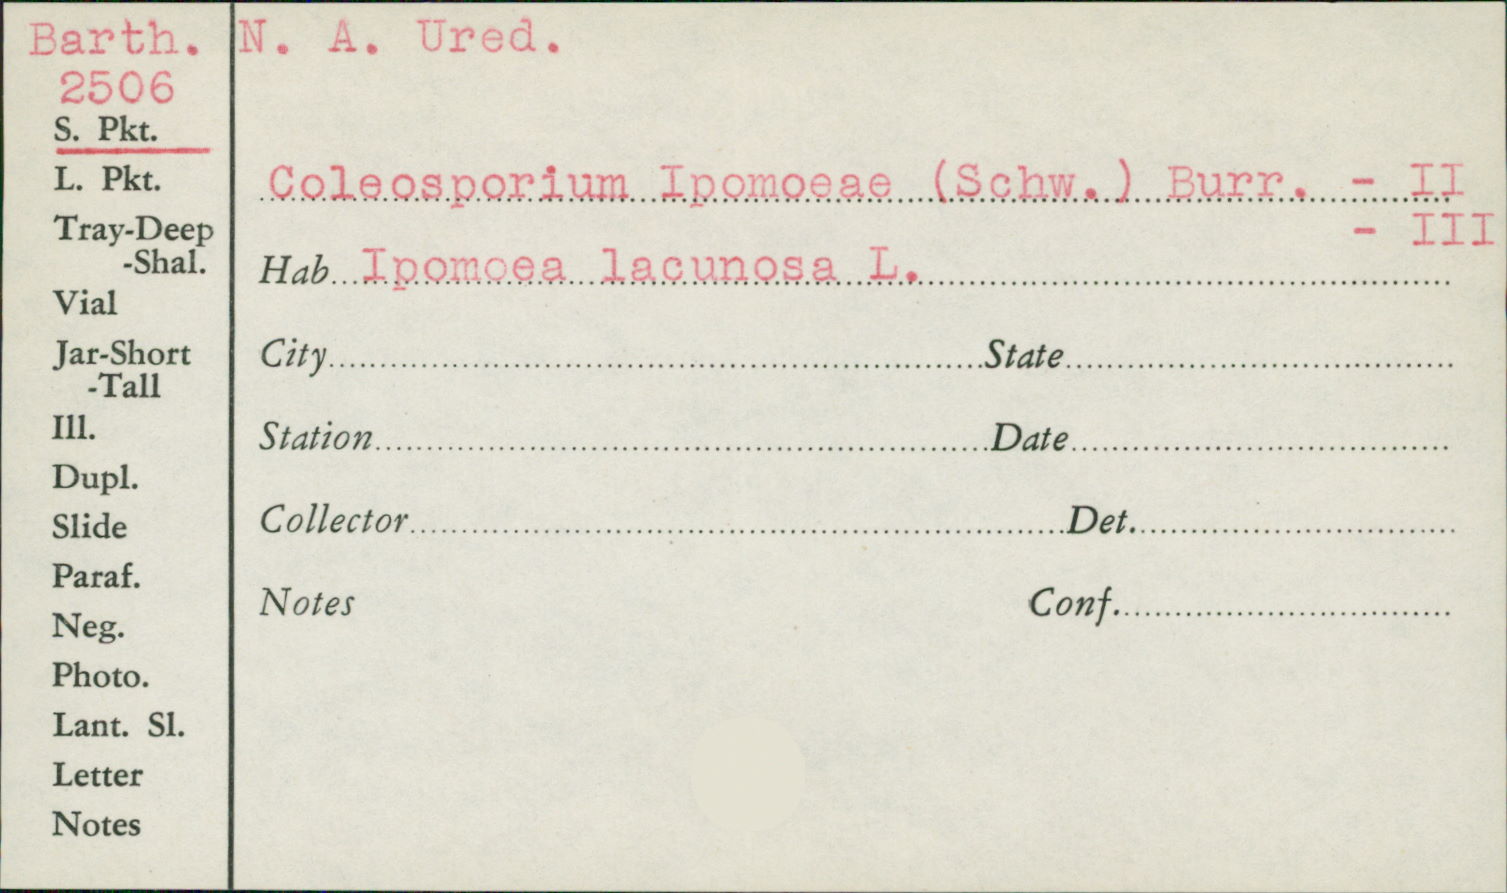 Barth. N. A. Ured.
2506
S. Pkt.
L. Pkt.
Tray-Deep
-Shal.
Vial
Jar-Short
-Tall
Ill.
Dupl.
Slide
Paraf.
Neg.
Photo.
Lant. Sl.
Letter
Notes
Coleosporium Ipomoeae (Schw.) Burr. - II
- III
Hab. Ipomoea lacunosa L.
City State
Station Date
Collector Det.
Notes Conf.